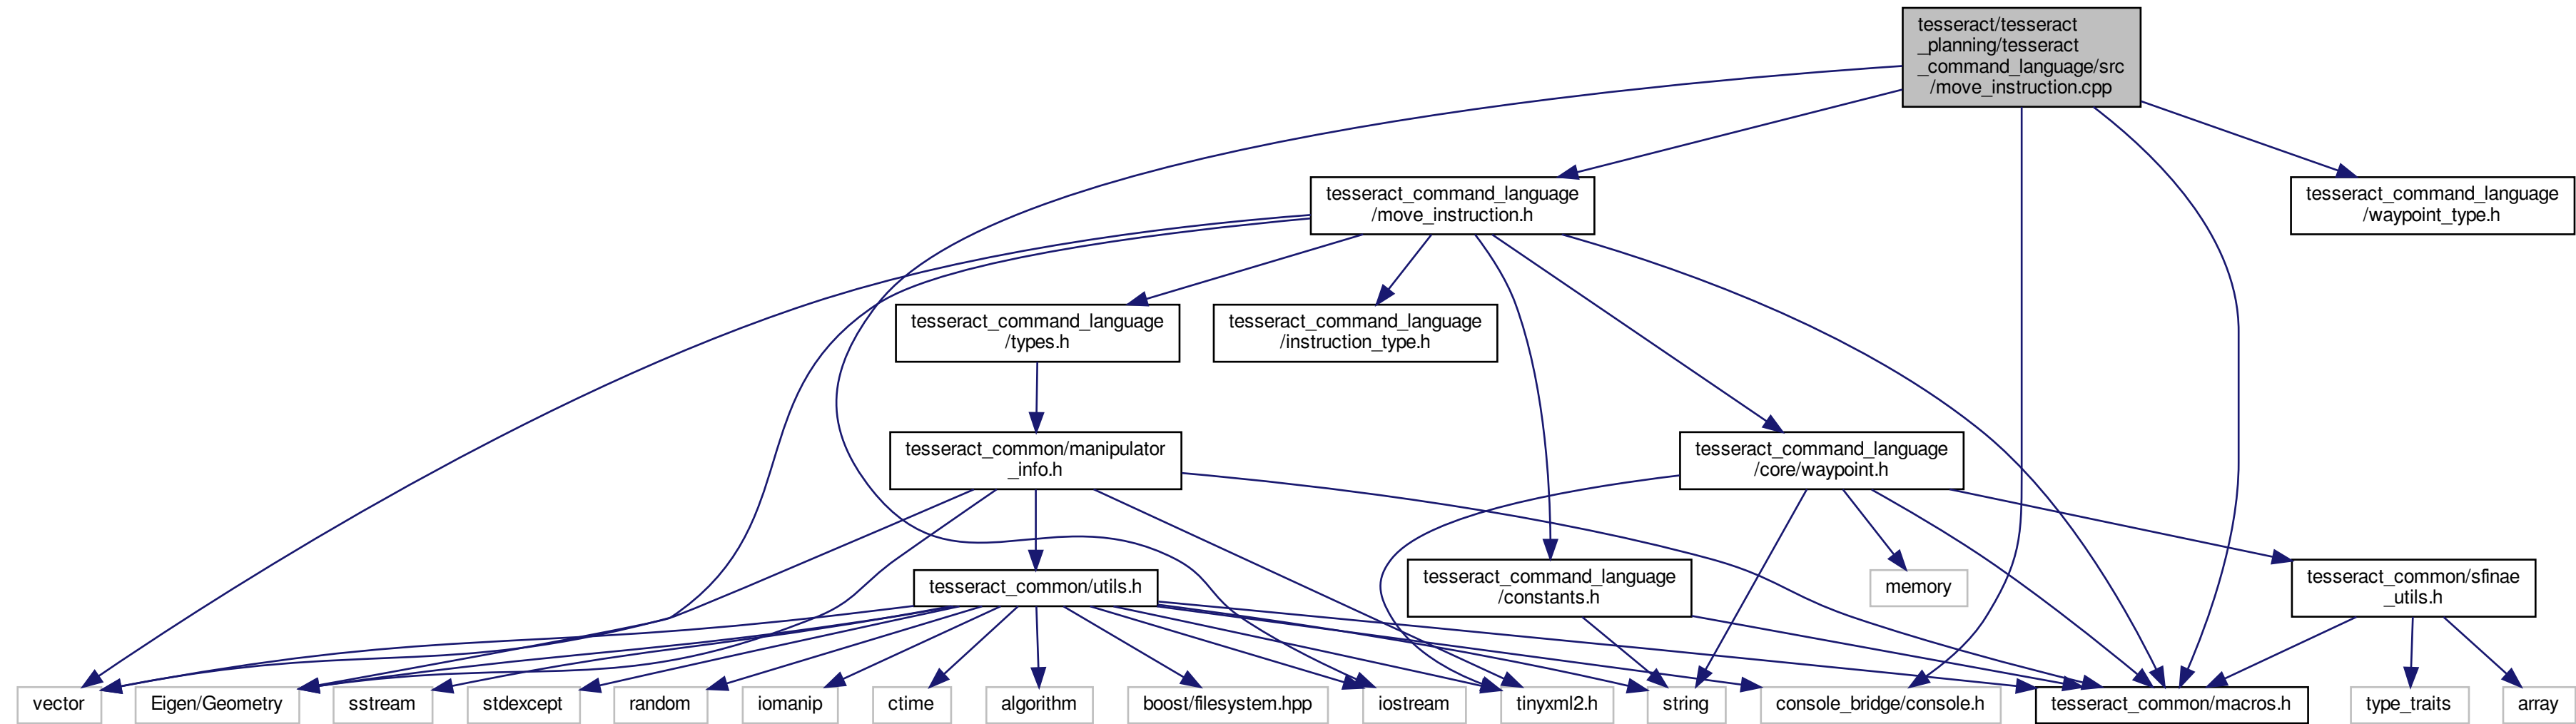 tesseract/tesseract
_planning/tesseract
_command_language/src
/move_instruction.cpp
tesseract_command_language
/move_instruction.h
tesseract_command_language
/waypoint_type.h
tesseract_command_language
/types.h
tesseract_command_language
/instruction_type.h
tesseract_common/manipulator
_info.h
tesseract_command_language
/core/waypoint.h
tesseract_common/utils.h
tesseract_command_language
/constants.h
memory
tesseract_common/sfinae
_utils.h
vector
Eigen/Geometry
sstream
stdexcept
random
iomanip
ctime
algorithm
boost/filesystem.hpp
iostream
tinyxml2.h
string
console_bridge/console.h
tesseract_common/macros.h
type_traits
array